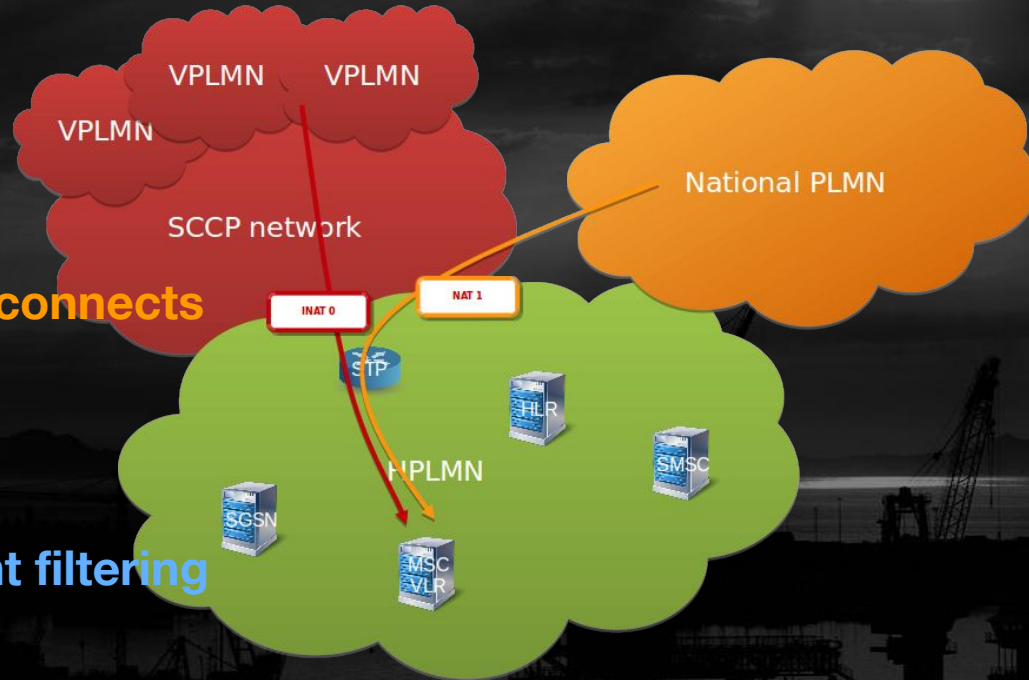 VPLMN
VPLMN
VPLMN
National PLMN
SCCP network
connects
INAT 0
NAT 1
STP
HLR
HPLMN
SMSC
SGSN
filtering
MSC
VLR